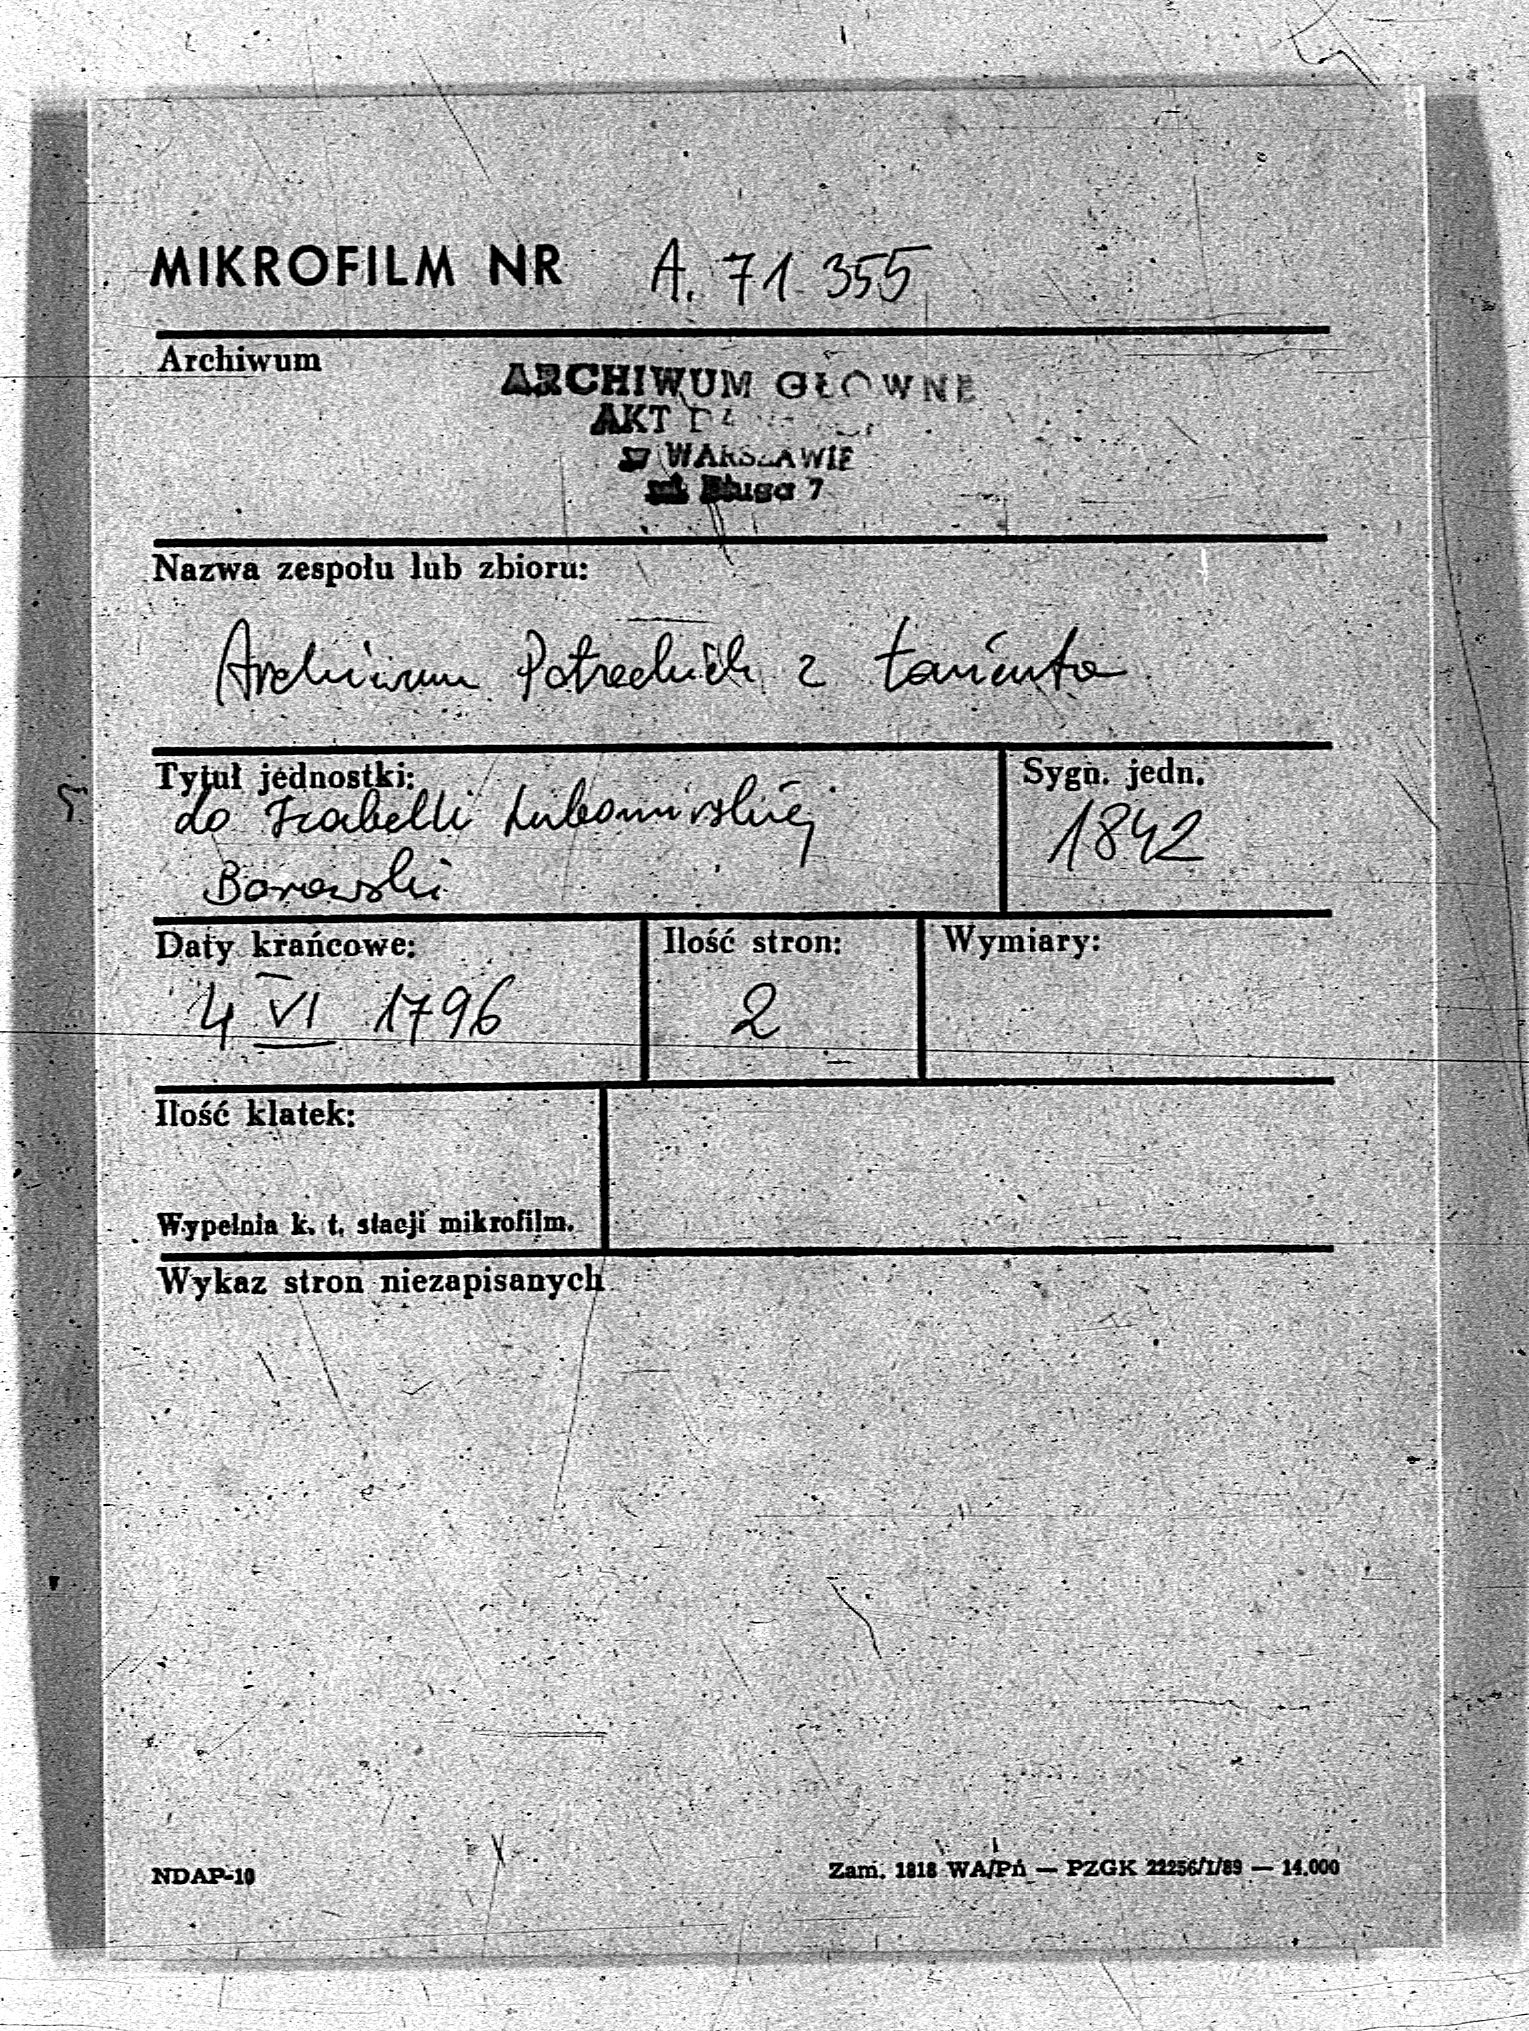 MIKROFILM NR A. 71 355
Archiwum
ARCHIWUM GŁÓWNE
AKT
W WARSZAWIE
ul. Długa 7
Nazwa zespołu lub zbioru:
Archiwum Potockich z Łańcuta
Tytuł jednostki:
do Izabelli Lubomirskiej
Borowski
Sygn. jedn.
1842
Daty krańcowe:
4 VI 1796
Ilość stron:
2
Wymiary:
Ilość klatek:
Wypełnia k. t. stacji mikrofilm.
Wykaz stron niezapisanych
NDAP-10
Zam. 1818 WA/Pń — PZGK 22256/I/89 — 14.000